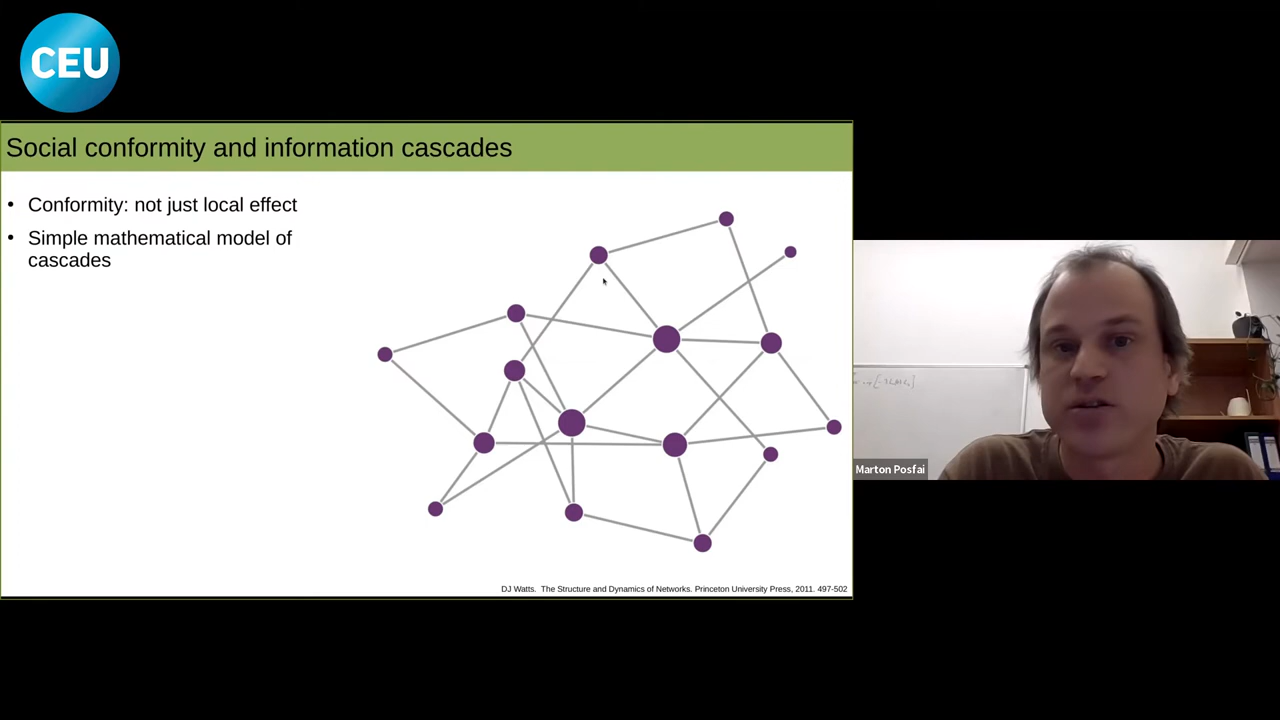 CEU
Social conformity and information cascades
• Conformity: not just local effect
• Simple mathematical model of
cascades
DJ Watts. The Structure and Dynamics of Networks. Princeton University Press, 2011. 497-502
Marton Posfai